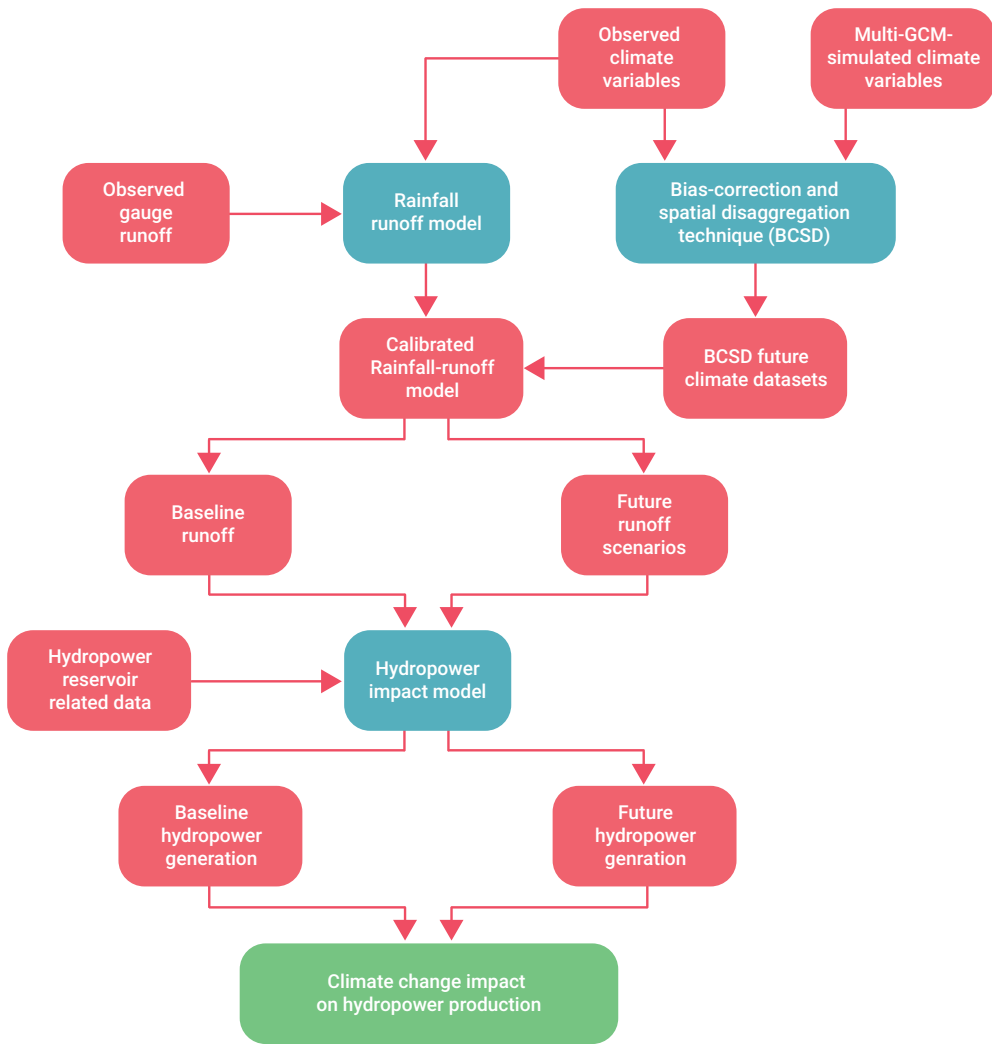 Observed
climate
variables
Multi-GCM-
simulated climate
variables
Observed
gauge
runoff
Rainfall
runoff model
Bias-correction and
spatial disaggregation
technique (BCSD)
Calibrated
Rainfall-runoff
model
BCSD future
climate datasets
Baseline
runoff
Future
runoff
scenarios
Hydropower
reservoir
related data
Hydropower
impact model
Baseline
hydropower
generation
Future
hydropower
genration
Climate change impact
on hydropower production